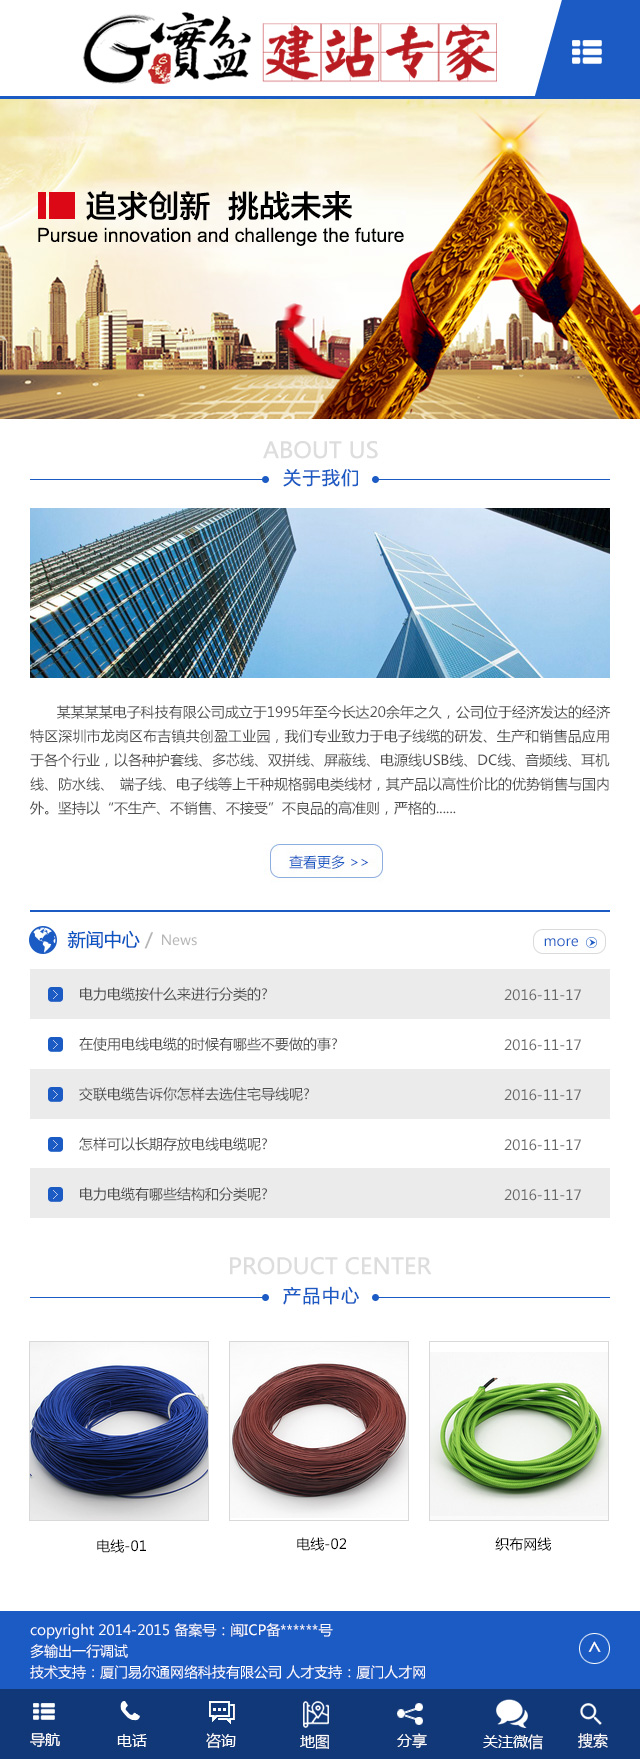 G寶盆 建站专家
追求创新 挑战未来
Pursue innovation and challenge the future
ABOUT US
关于我们
某某某某电子科技有限公司成立于1995年至今长达20余年之久，公司位于经济发达的经济
特区深圳市龙岗区布吉镇共创盈工业园，我们专业致力于电子线缆的研发、生产和销售品应用
于各个行业，以各种护套线、多芯线、双拼线、屏蔽线、电源线USB线、DC线、音频线、耳机
线、防水线、 端子线、电子线等上千种规格弱电类线材，其产品以高性价比的优势销售与国内
外。坚持以“不生产、不销售、不接受”不良品的高准则，严格的......
查看更多 >>
新闻中心 / News
more
电力电缆按什么来进行分类的? 2016-11-17
在使用电线电缆的时候有哪些不要做的事? 2016-11-17
交联电缆告诉你怎样去选住宅导线呢? 2016-11-17
怎样可以长期存放电线电缆呢? 2016-11-17
电力电缆有哪些结构和分类呢? 2016-11-17
PRODUCT CENTER
产品中心
电线-01
电线-02
织布网线
copyright 2014-2015 备案号：闽ICP备******号
多输出一行调试
技术支持：厦门易尔通网络科技有限公司 人才支持：厦门人才网
导航 电话 咨询 地图 分享 关注微信 搜索